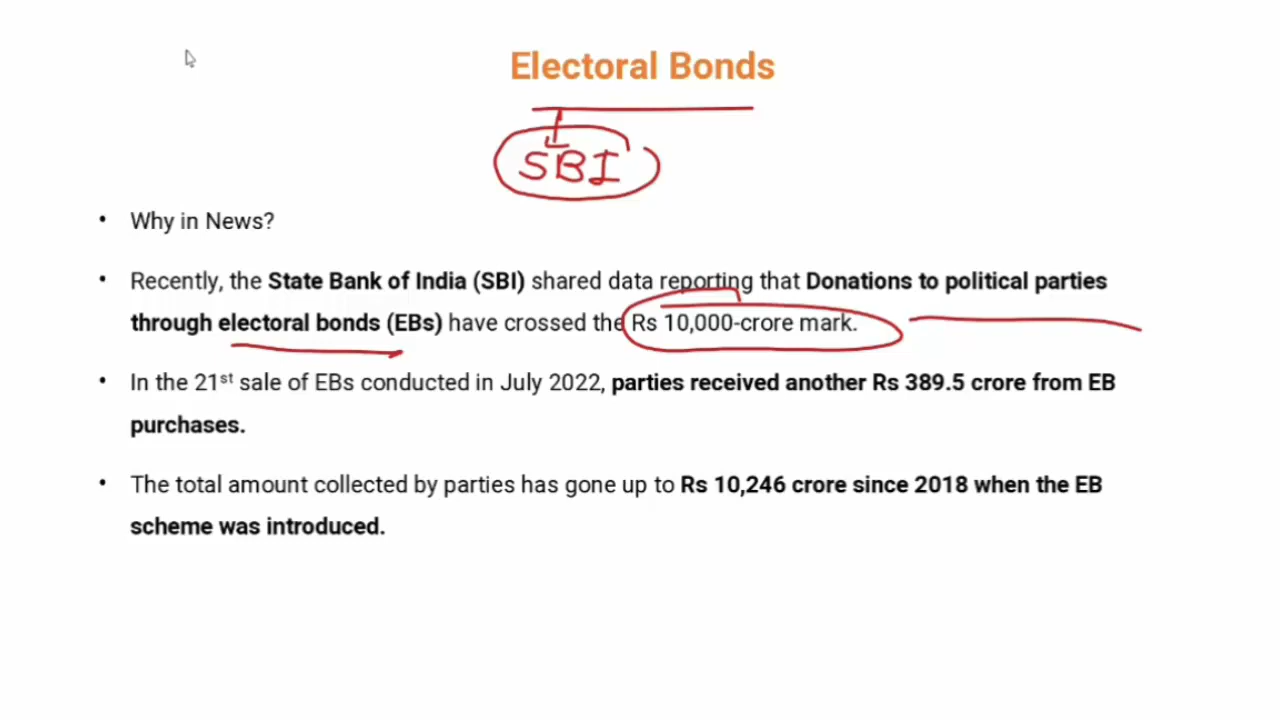 Electoral Bonds
SBI
• Why in News?
• Recently, the State Bank of India (SBI) shared data reporting that Donations to political parties
through electoral bonds (EBs) have crossed the Rs 10,000-crore mark.
• In the 21st sale of EBs conducted in July 2022, parties received another Rs 389.5 crore from EB
purchases.
• The total amount collected by parties has gone up to Rs 10,246 crore since 2018 when the EB
scheme was introduced.